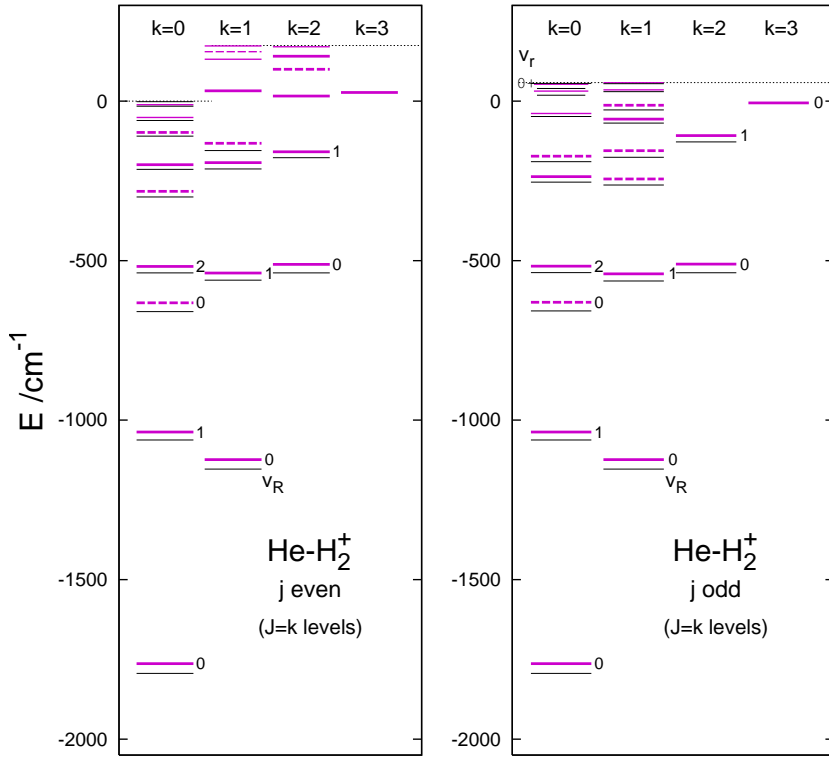 k=0 k=1 k=2 k=3
k=0 k=1 k=2 k=3
v_r
0
0
0
0
1
1
-500
2
1
0
-500
2
1
0
0
0
E /cm^-1
-1000
1
-1000
1
0
0
v_R
v_R
He-H_2^+
He-H_2^+
j even
j odd
-1500
-1500
(J=k levels)
(J=k levels)
0
0
-2000
-2000